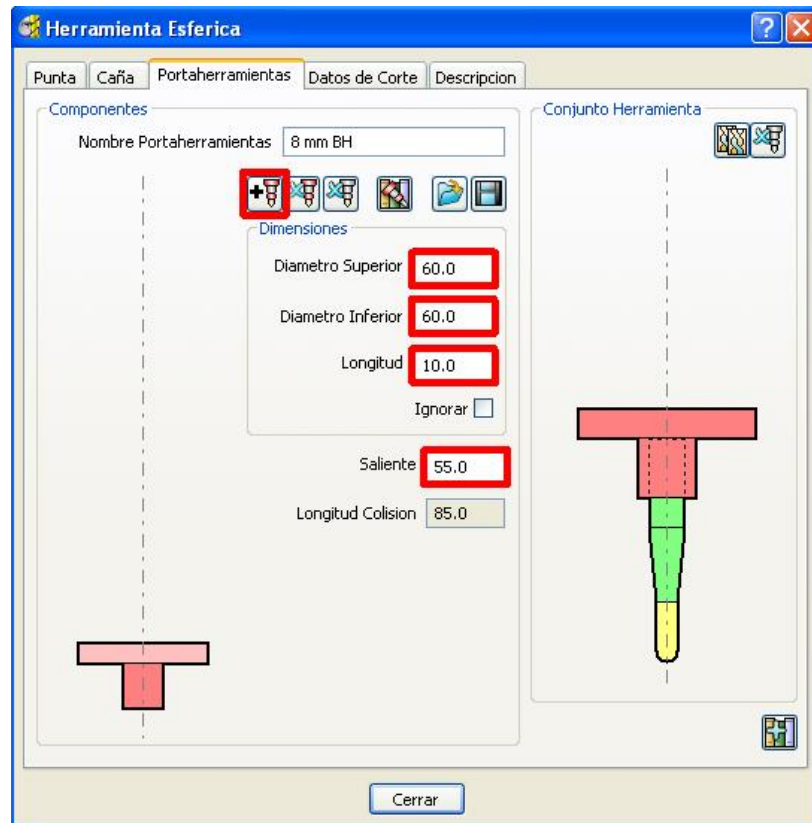 Herramienta Esferica
Punta Caña Portaherramientas Datos de Corte Descripcion
Componentes
Nombre Portaherramientas 8 mm BH
Dimensiones
Diametro Superior 60.0
Diametro Inferior 60.0
Longitud 10.0
Ignorar
Saliente 55.0
Longitud Colision 85.0
Conjunto Herramienta
Cerrar